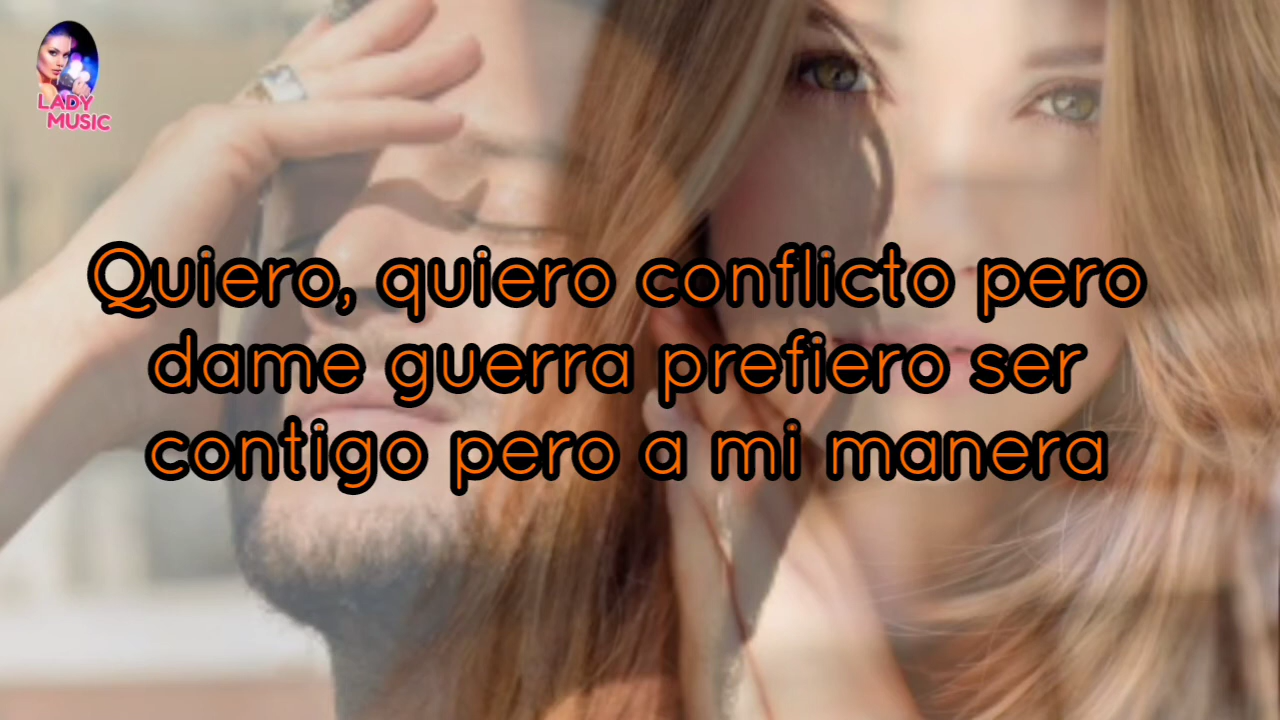 LADY
MUSIC
Quiero, quiero conflicto pero
dame guerra prefiero ser
contigo pero a mi manera